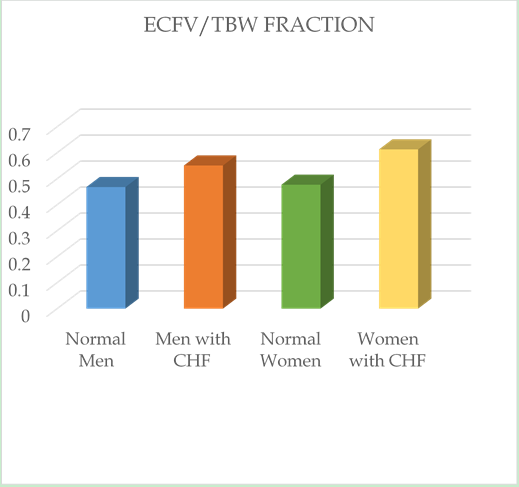 ECFV/TBW FRACTION
0.7
0.6
0.5
0.4
0.3
0.2
0.1
0
Normal Men
Men with CHF
Normal Women
Women with CHF